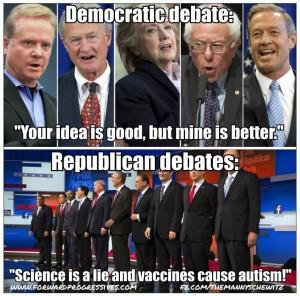 Democratic debate:
"Your idea is good, but mine is better."
Republican debates:
"Science is a lie and vaccines cause autism!"
WWW.FORWARDPROGRESSIVES.COM FB.COM/THEMANNYSCHEWITZ